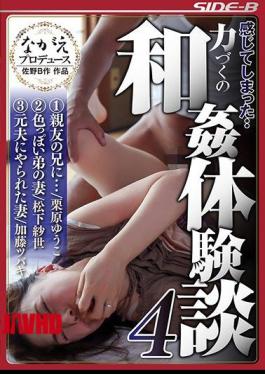 SIDE-B
ながえ
プロデュース
佐野B作 作品
感じてしまった…
力づくの
和姦体験談
4
①親友の兄に…/栗原ゆうこ
②色っぽい弟の妻/松下紗世
③元夫にやられた妻/加藤ツバキ
JAVHD